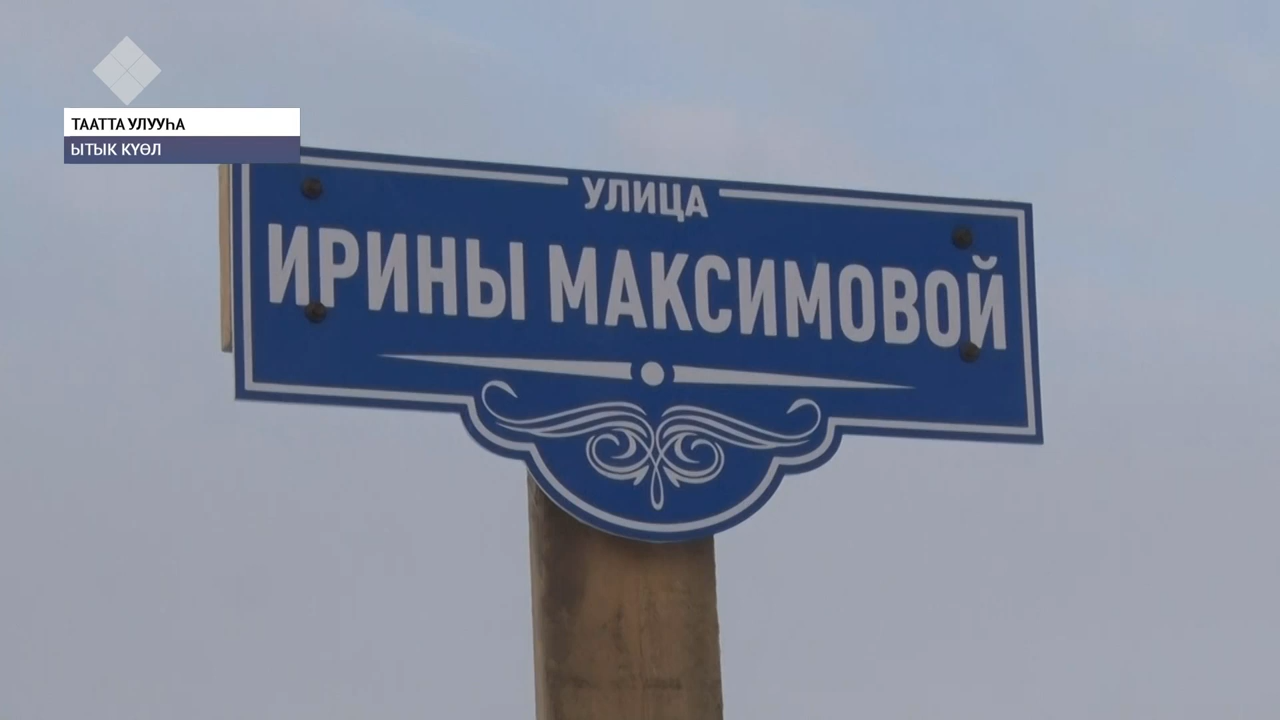 ТААТТА УЛУУҺА
ЫТЫК КҮӨЛ
УЛИЦА
ИРИНЫ МАКСИМОВОЙ